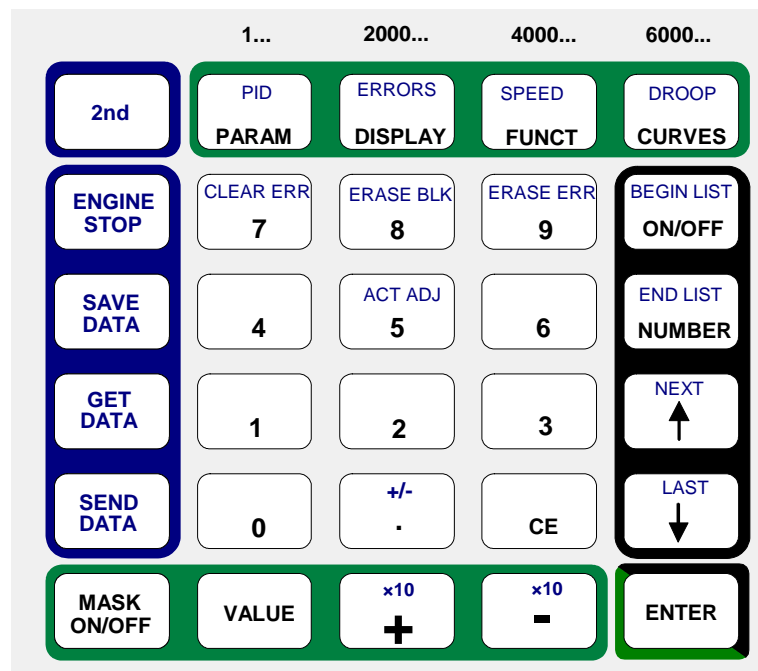 1... 2000... 4000... 6000...
2nd
PID
PARAM
ERRORS
DISPLAY
SPEED
FUNCT
DROOP
CURVES
ENGINE
STOP
CLEAR ERR
7
ERASE BLK
8
ERASE ERR
9
BEGIN LIST
ON/OFF
SAVE
DATA
4
ACT ADJ
5
6
END LIST
NUMBER
GET
DATA
1
2
3
NEXT
SEND
DATA
0
+/-
.
CE
LAST
MASK
ON/OFF
VALUE
×10
+
×10
-
ENTER